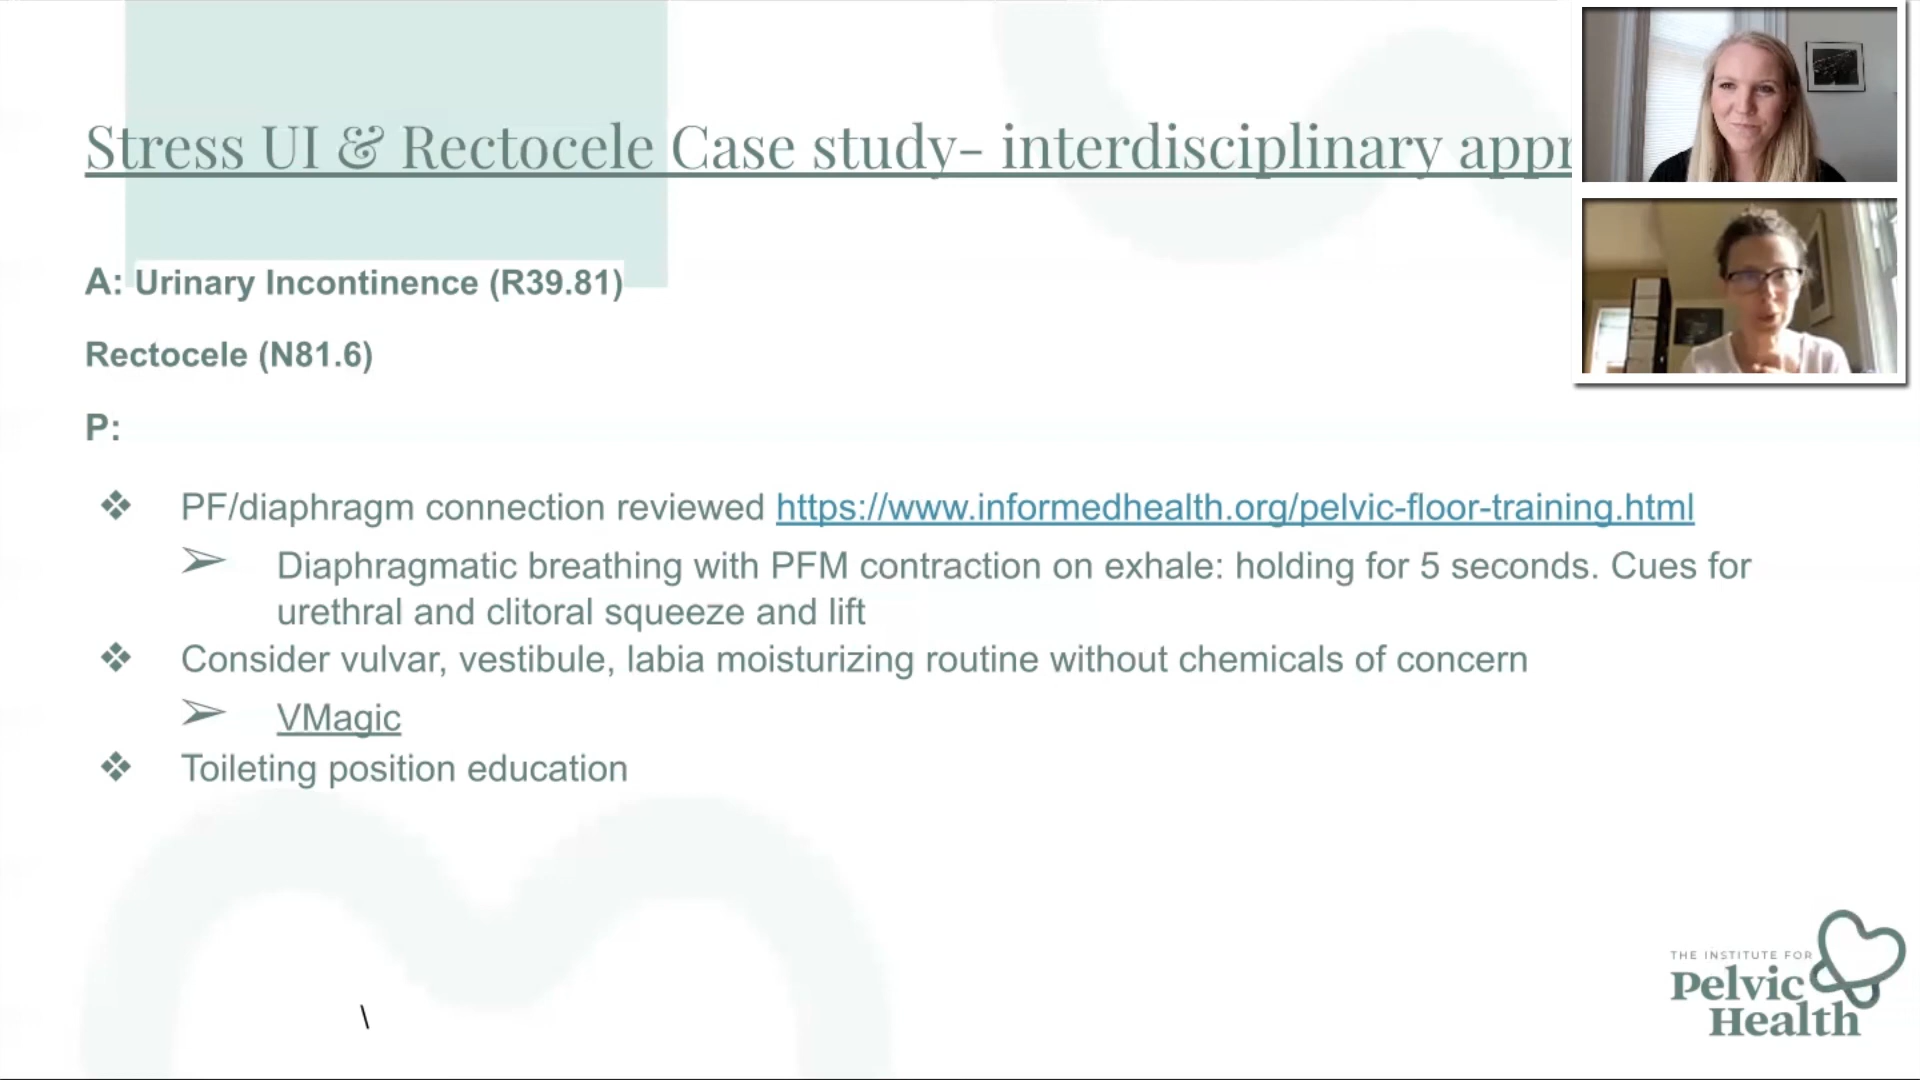 Stress UI & Rectocele Case study- interdisciplinary appr
A: Urinary Incontinence (R39.81)
Rectocele (N81.6)
P:
❖ PF/diaphragm connection reviewed https://www.informedhealth.org/pelvic-floor-training.html
➢ Diaphragmatic breathing with PFM contraction on exhale: holding for 5 seconds. Cues for
urethral and clitoral squeeze and lift
❖ Consider vulvar, vestibule, labia moisturizing routine without chemicals of concern
➢ VMagic
❖ Toileting position education
\
THE INSTITUTE FOR
Pelvic
Health